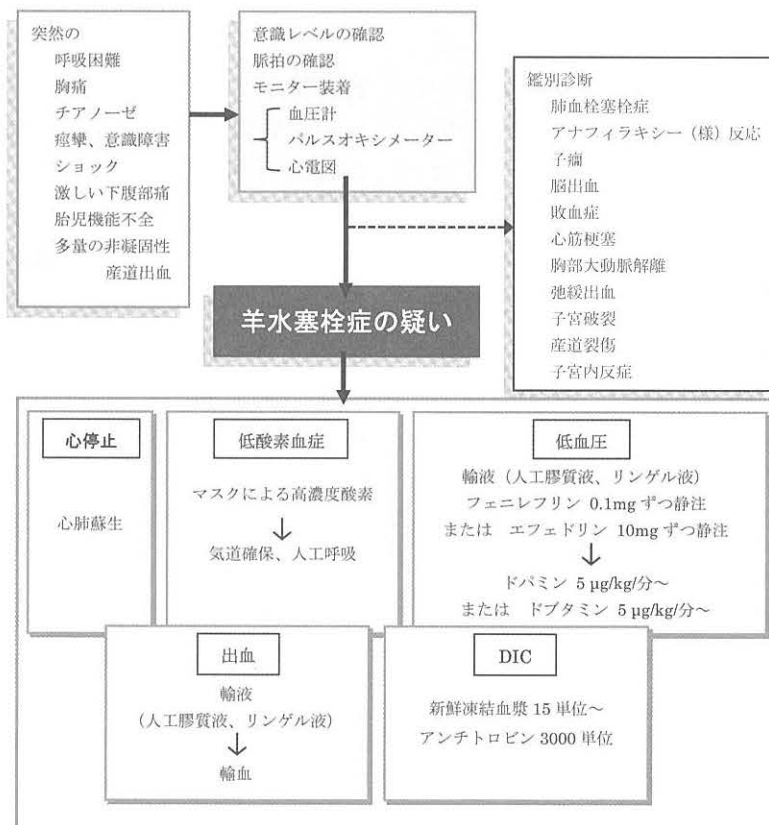 突然の
呼吸困難
胸痛
チアノーゼ
痙攣、意識障害
ショック
激しい下腹部痛
胎児機能不全
多量の非凝固性
産道出血
意識レベルの確認
脈拍の確認
モニター装着
血圧計
パルスオキシメーター
心電図
鑑別診断
肺血栓塞栓症
アナフィラキシー（様）反応
子癇
脳出血
敗血症
心筋梗塞
胸部大動脈解離
弛緩出血
子宮破裂
産道裂傷
子宮内反症
羊水塞栓症の疑い
心停止
心肺蘇生
低酸素血症
マスクによる高濃度酸素
↓
気道確保、人工呼吸
低血圧
輸液（人工膠質液、リンゲル液）
フェニレフリン 0.1mg ずつ静注
または　エフェドリン 10mg ずつ静注
↓
ドパミン 5 μg/kg/分～
または　ドブタミン 5 μg/kg/分～
出血
輸液
（人工膠質液、リンゲル液）
↓
輸血
DIC
新鮮凍結血漿 15 単位～
アンチトロビン 3000 単位